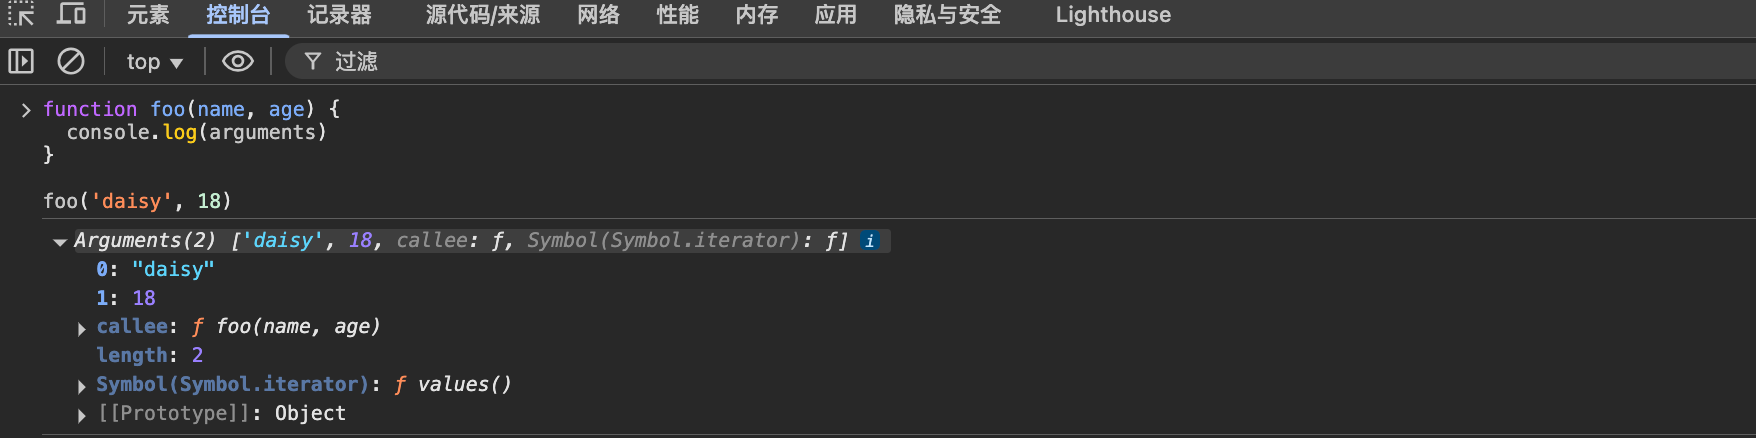 元素 控制台 记录器 源代码/来源 网络 性能 内存 应用 隐私与安全 Lighthouse
top 过滤
function foo(name, age) {
  console.log(arguments)
}
foo('daisy', 18)
Arguments(2) ['daisy', 18, callee: ƒ, Symbol(Symbol.iterator): ƒ] i
0: "daisy"
1: 18
callee: ƒ foo(name, age)
length: 2
Symbol(Symbol.iterator): ƒ values()
[[Prototype]]: Object